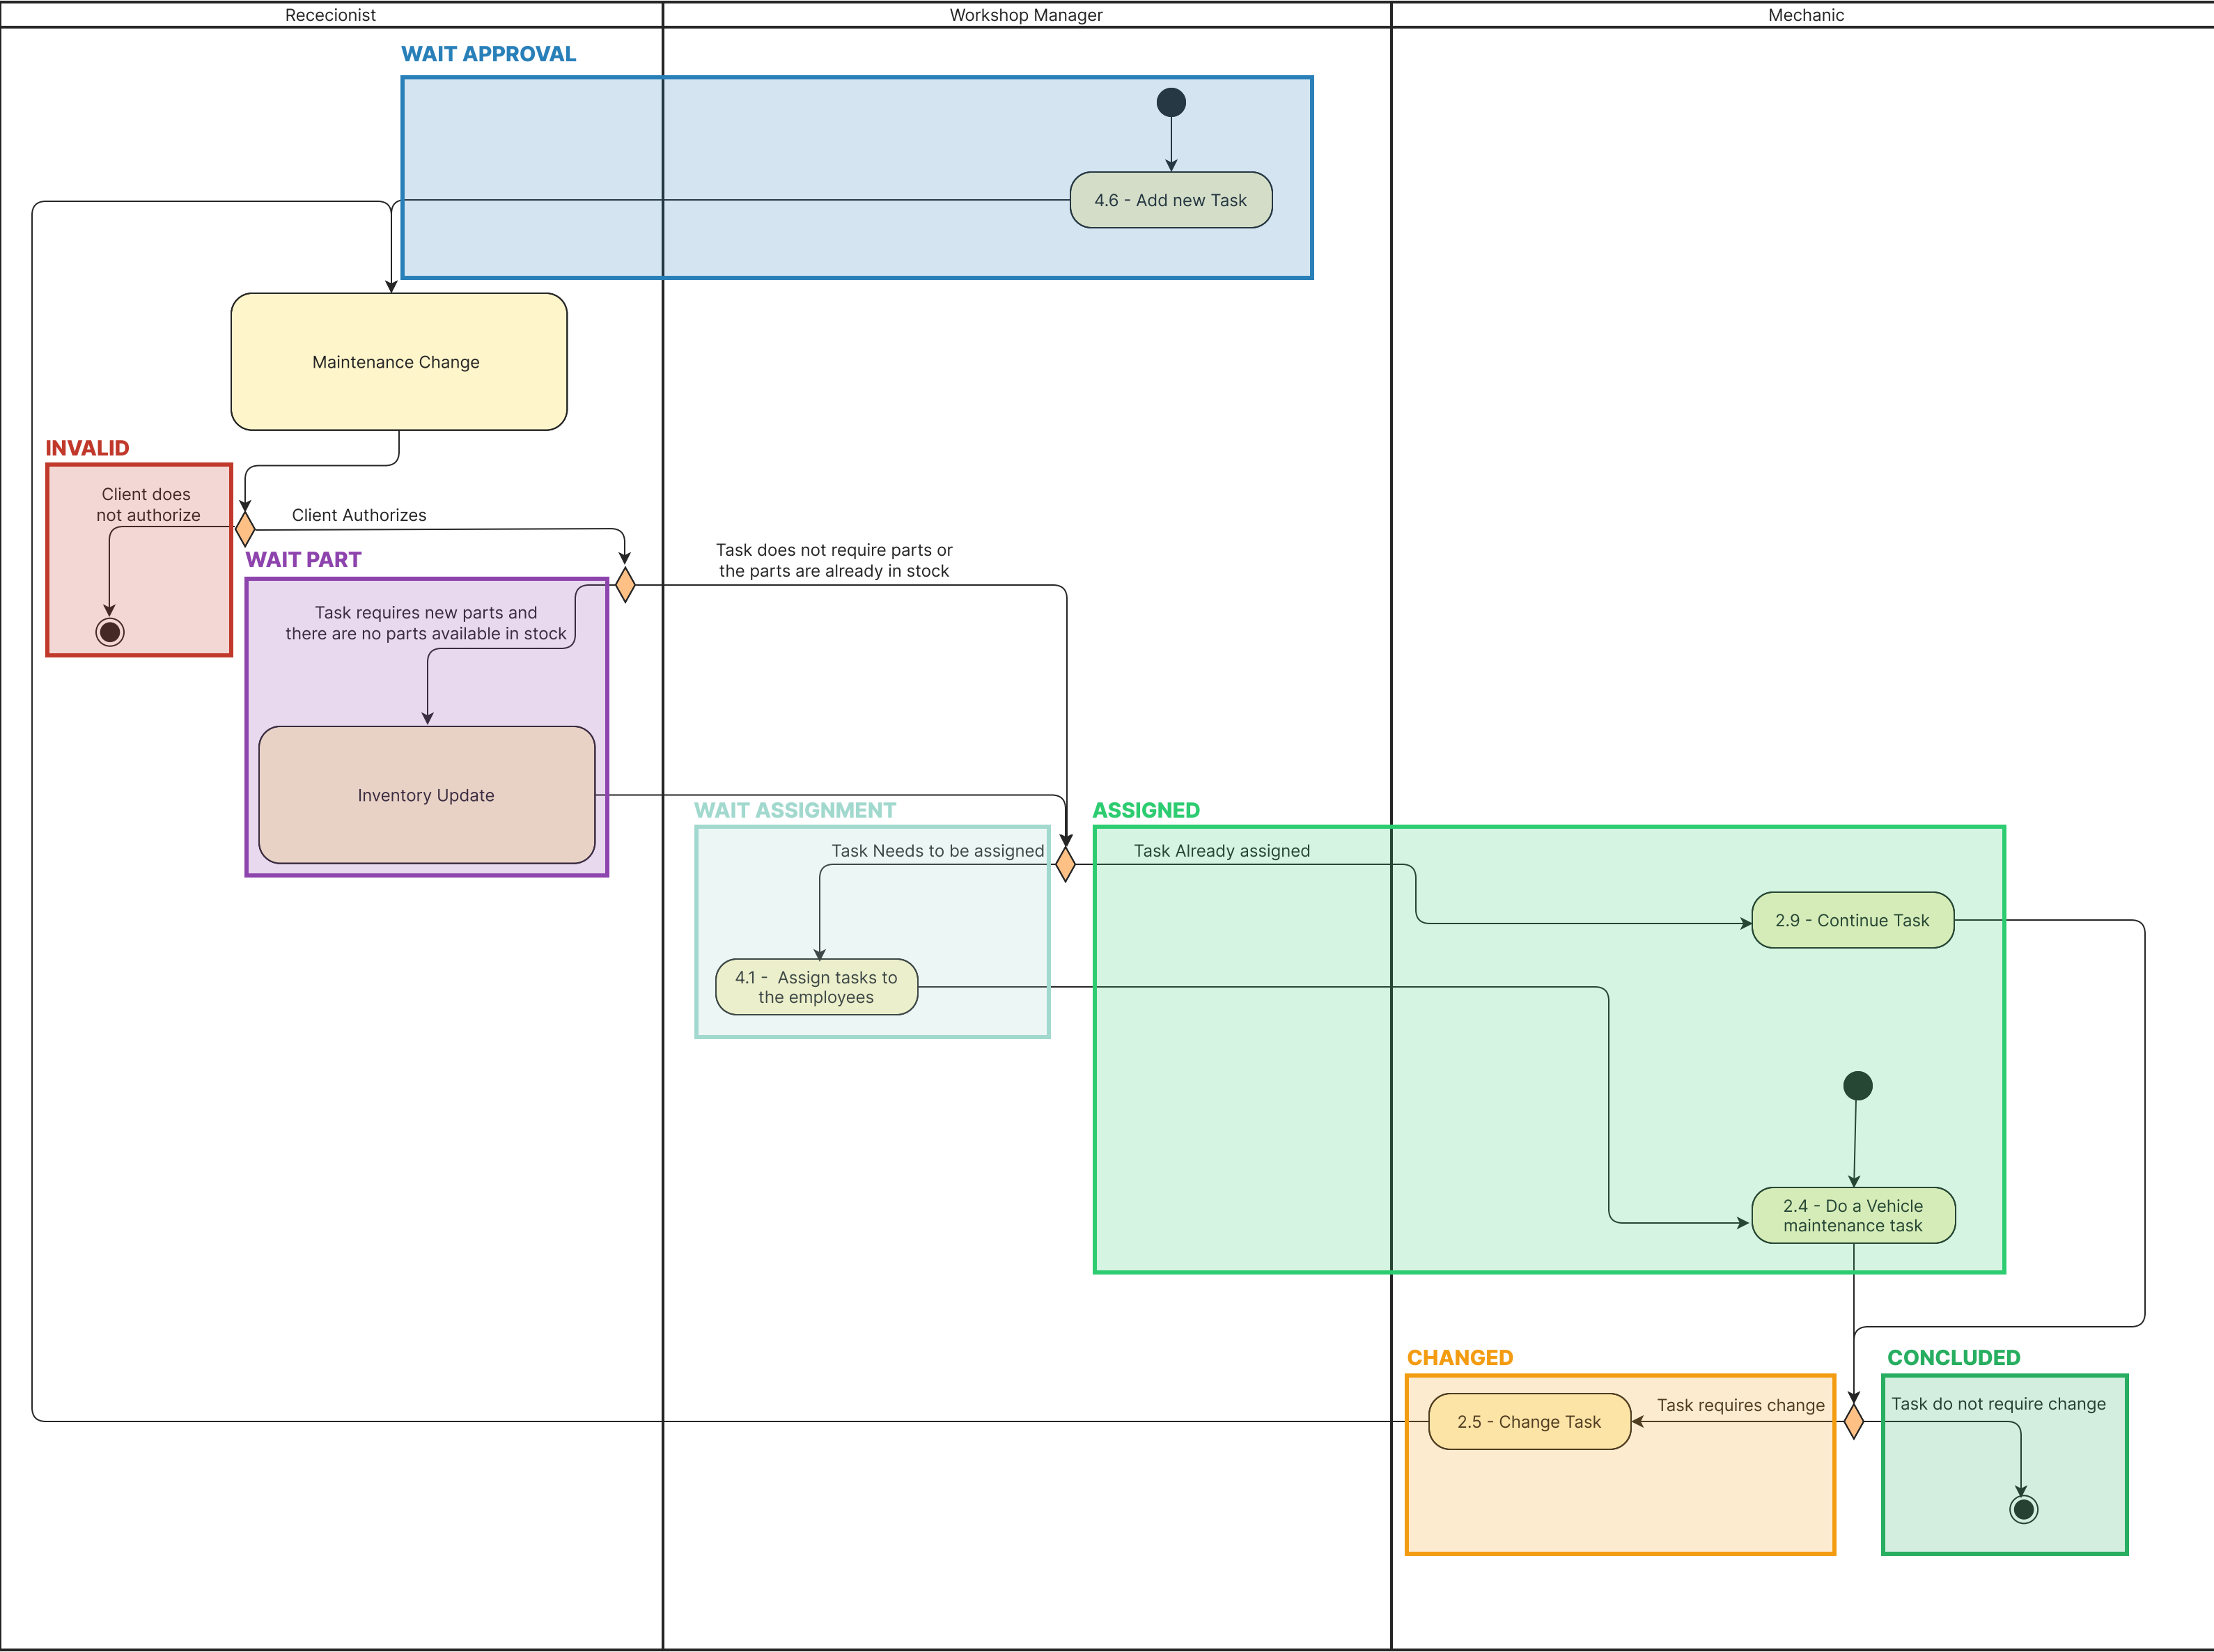 Rececionist
Workshop Manager
Mechanic
WAIT APPROVAL
4.6 - Add new Task
Maintenance Change
INVALID
Client does
not authorize
Client Authorizes
WAIT PART
Task does not require parts or
the parts are already in stock
Task requires new parts and
there are no parts available in stock
Inventory Update
WAIT ASSIGNMENT
ASSIGNED
Task Needs to be assigned
Task Already assigned
2.9 - Continue Task
4.1 -  Assign tasks to
the employees
2.4 - Do a Vehicle
maintenance task
CHANGED
CONCLUDED
2.5 - Change Task
Task requires change
Task do not require change